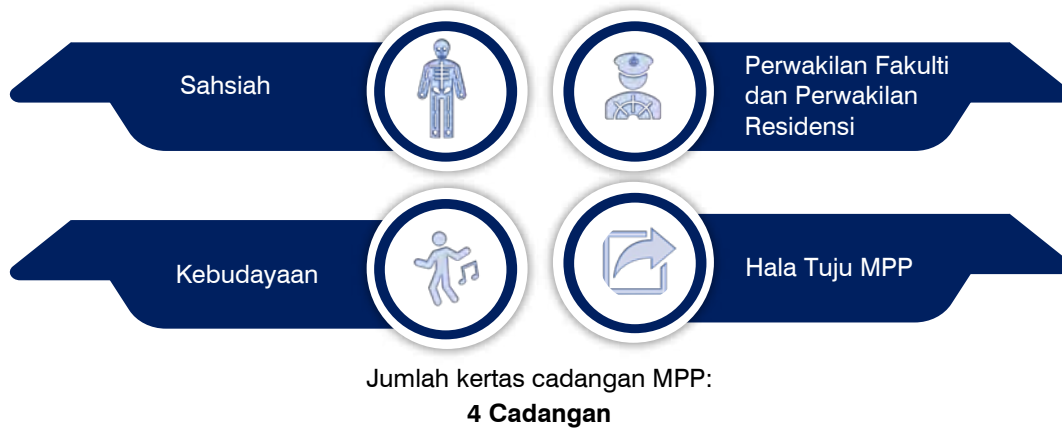 Sahsiah
Perwakilan Fakulti
dan Perwakilan
Residensi
Kebudayaan
Hala Tuju MPP
Jumlah kertas cadangan MPP:
4 Cadangan